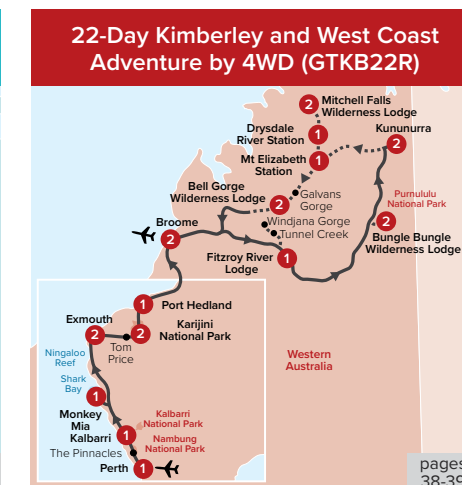 22-Day Kimberley and West Coast
Adventure by 4WD (GTKB22R)
2
Mitchell Falls
Wilderness Lodge
Drysdale
River Station
1
Kununurra
2
Mt Elizabeth
Station
1
Bell Gorge
Wilderness Lodge
2
Galvans
Gorge
Purnululu
National Park
Windjana Gorge
Tunnel Creek
2
Bungle Bungle
Wilderness Lodge
Broome
2
Fitzroy River
Lodge
1
1
Port Hedland
Exmouth
2
2
Karijini
National Park
Tom
Price
Ningaloo
Reef
Western
Australia
Shark
Bay
1
Monkey
Mia
Kalbarri
National Park
Kalbarri
1
Nambung
National Park
The Pinnacles
Perth
1
pages
38-39